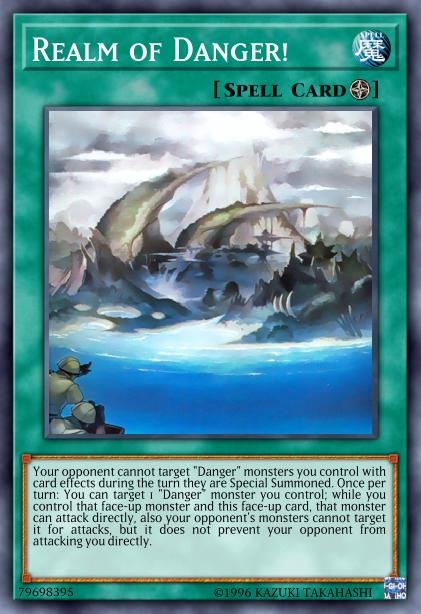 REALM OF DANGER!
SPELL
魔
[SPELL CARD]
Your opponent cannot target "Danger" monsters you control with
card effects during the turn they are Special Summoned. Once per
turn: You can target 1 "Danger" monster you control; while you
control that face-up monster and this face-up card, that monster
can attack directly, also your opponent's monsters cannot target
it for attacks, but it does not prevent your opponent from
attacking you directly.
79698395
©1996 KAZUKI TAKAHASHI